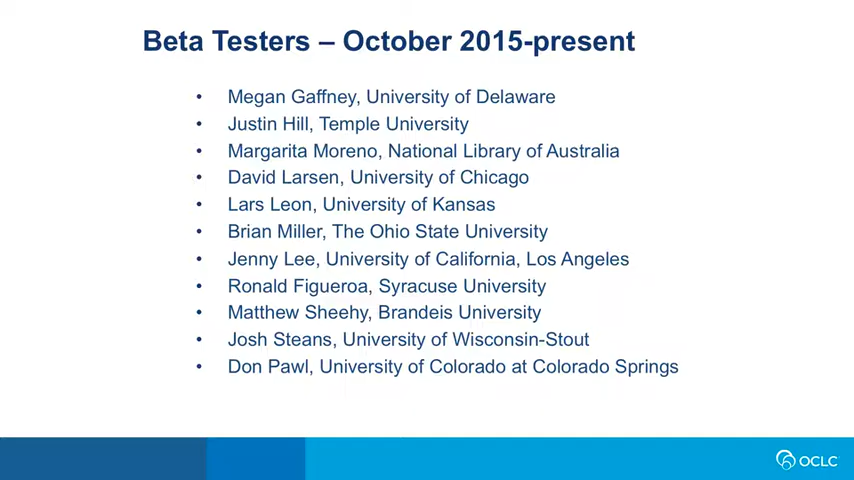 Beta Testers – October 2015-present
• Megan Gaffney, University of Delaware
• Justin Hill, Temple University
• Margarita Moreno, National Library of Australia
• David Larsen, University of Chicago
• Lars Leon, University of Kansas
• Brian Miller, The Ohio State University
• Jenny Lee, University of California, Los Angeles
• Ronald Figueroa, Syracuse University
• Matthew Sheehy, Brandeis University
• Josh Steans, University of Wisconsin-Stout
• Don Pawl, University of Colorado at Colorado Springs
OCLC